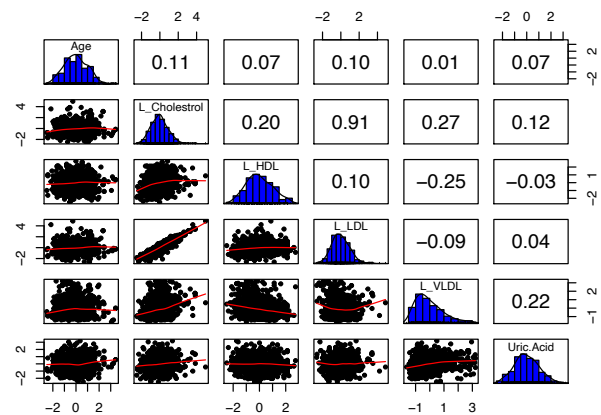 −2 0 2 −2 2 4 −2 0 2
Age 0.11 0.07 0.10 0.01 0.07 −2 0 2
−2 4 L_Cholestrol 0.20 0.91 0.27 0.12
L_HDL 0.10 −0.25 −0.03 −2 1
−2 4 L_LDL −0.09 0.04
L_VLDL 0.22 −1 1
−2 2 Uric.Acid
−2 0 2 −2 0 2 −1 1 3